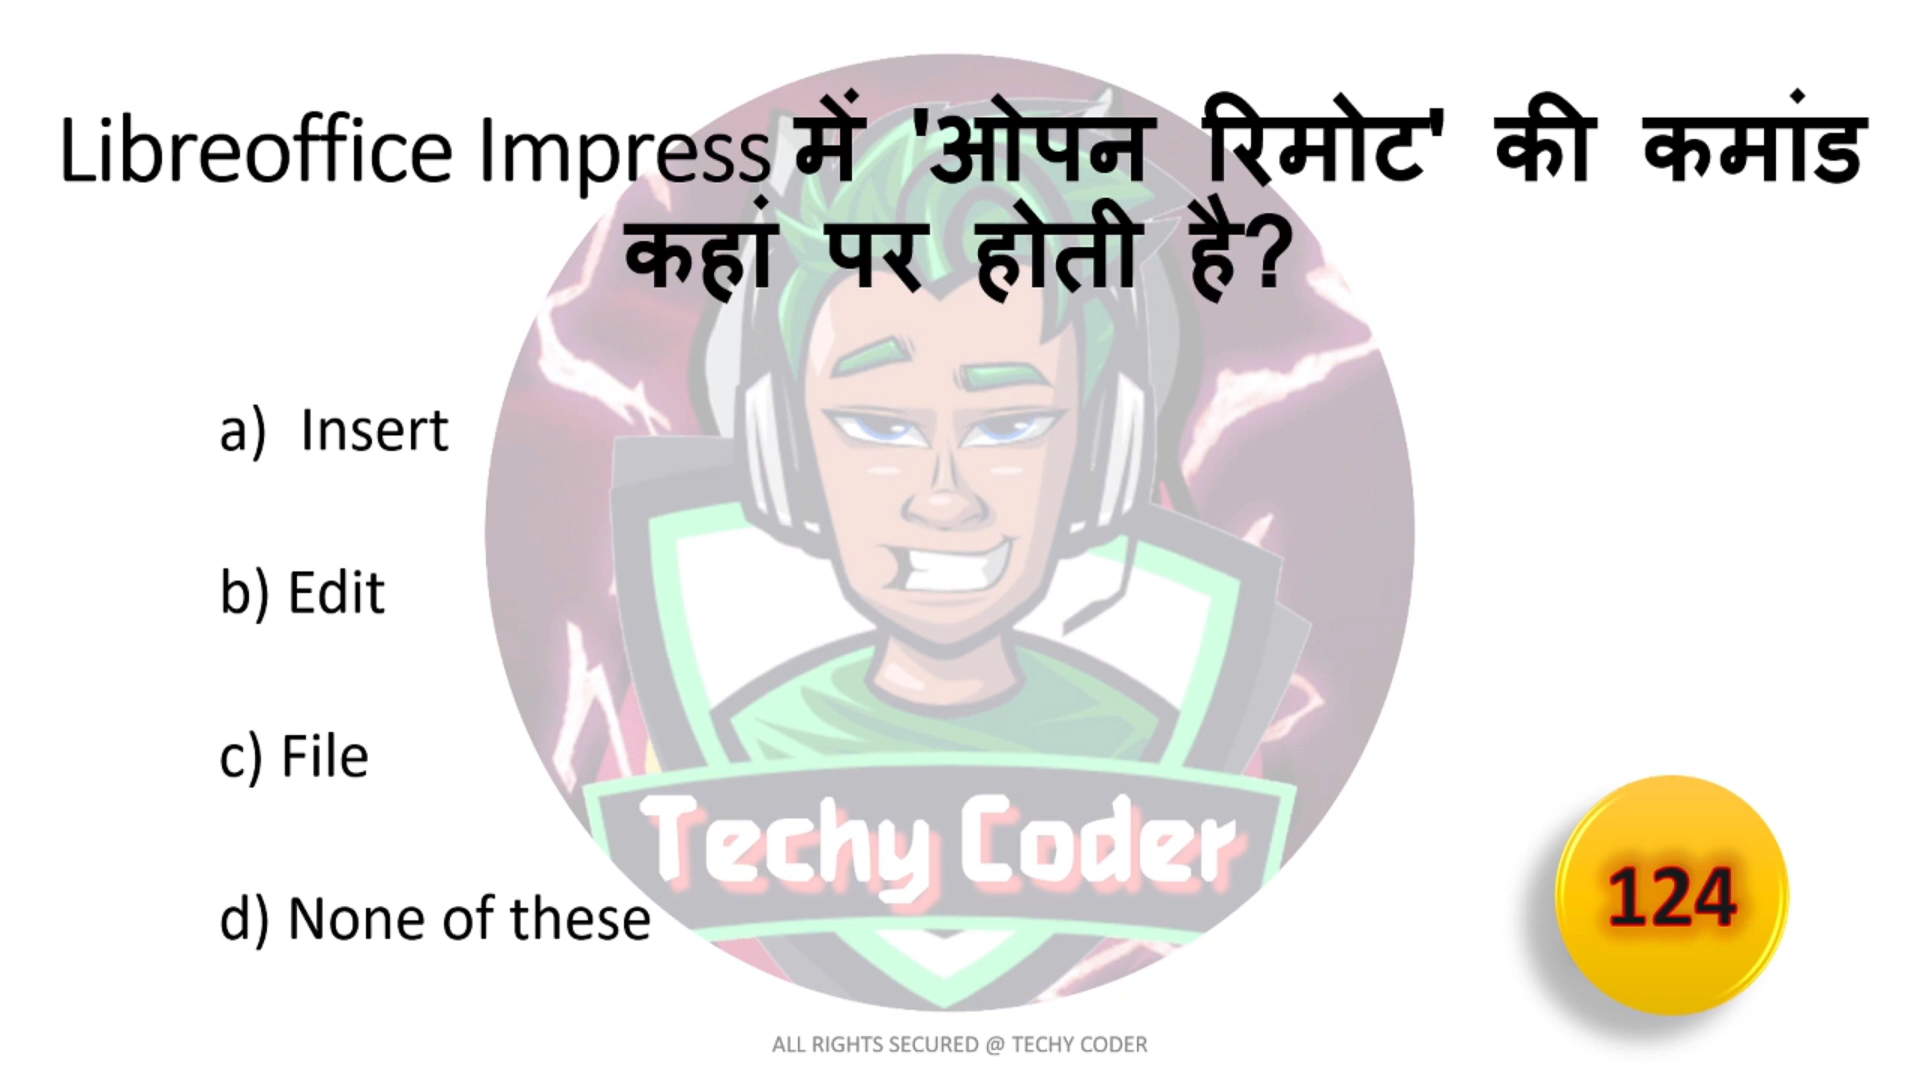 Libreoffice Impress में 'ओपन रिमोट' की कमांड
कहां पर होती है?
a) Insert
b) Edit
c) File
d) None of these
Techy Coder
124
ALL RIGHTS SECURED @ TECHY CODER